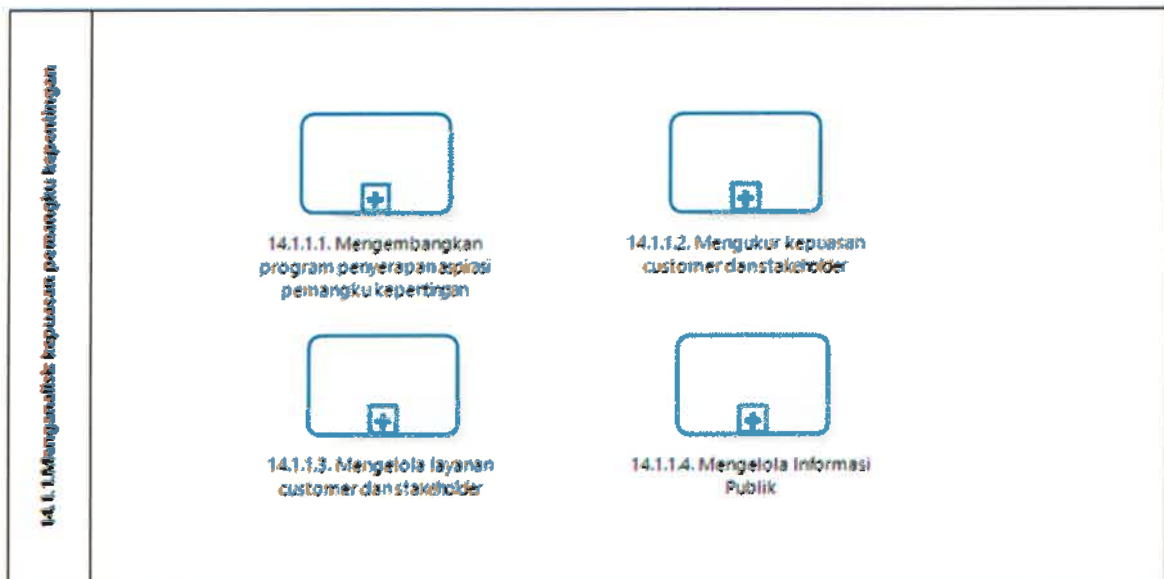 14.1.1.Menganalisis kepuasan pemangku kepentingan
14.1.1.1. Mengembangkan
program penyerapan aspirasi
pemangku kepertingan
14.1.1.2. Mengukur kepuasan
customer dan stakeholder
14.1.1.3. Mengelola layanan
customer dan stakeholder
14.1.1.4. Mengelola Informasi
Publik